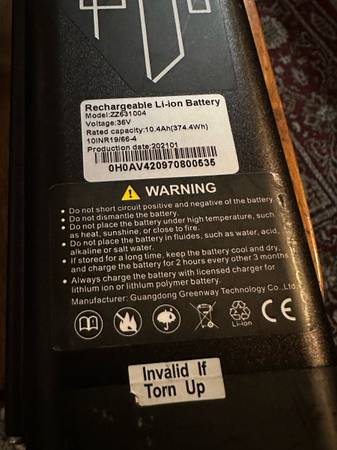 Rechargeable Li-ion Battery
Model:ZZ631004
Voltage:36V
Rated capacity:10.4Ah(374.4Wh)
10INR19/66-4
Production date:202101
0H0AV420970800535
WARNING
• Do not short circuit positive and negative of the battery.
• Do not dismantle the battery.
• Do not place the battery under high temperature, such
as heat, sunshine, or close to fire.
• Do not place the battery in fluids, such as water, acid,
alkaline or salt water.
• If stored for a long time, keep the battery cool and dry,
and charge the battery for 2 hours every other 3 months.
• Always charge the battery with licensed charger for
lithium ion or lithium polymer battery.
Manufacturer: Guangdong Greenway Technology Co.,Ltd.
Li-ion
CE
Invalid If
Torn Up